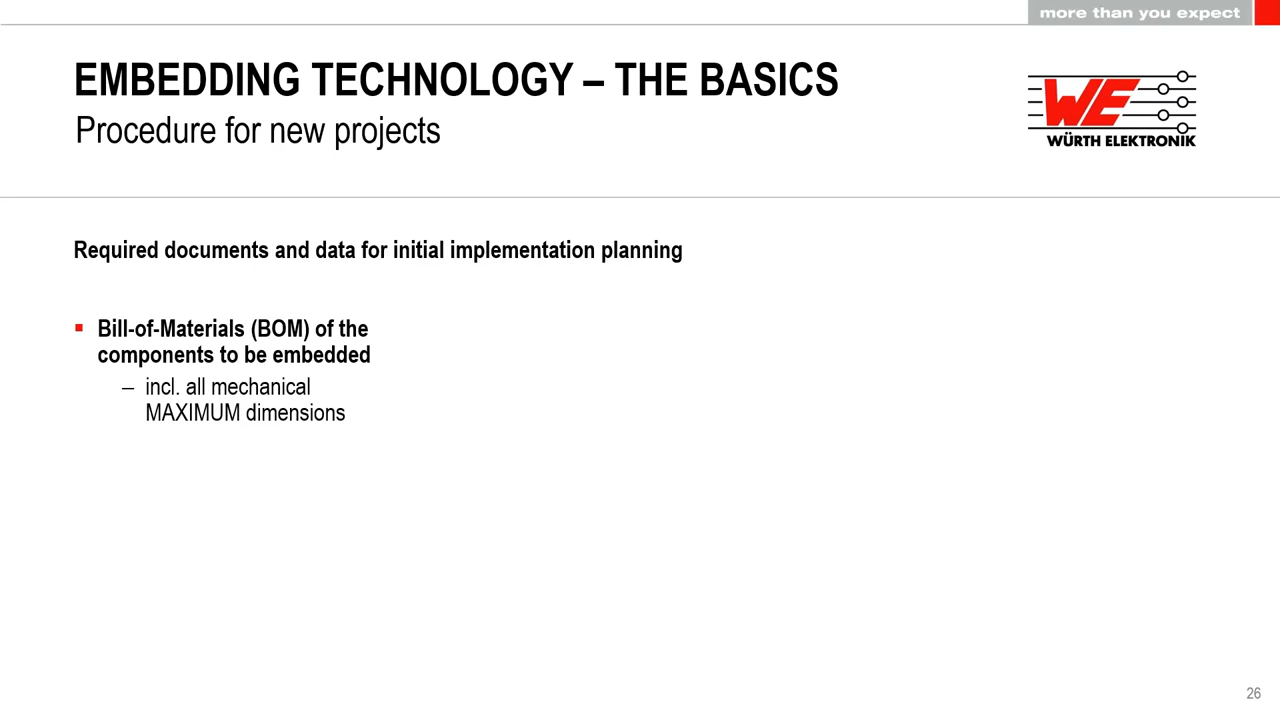 more than you expect
EMBEDDING TECHNOLOGY – THE BASICS
Procedure for new projects
WE
WÜRTH ELEKTRONIK
Required documents and data for initial implementation planning
▪ Bill-of-Materials (BOM) of the
components to be embedded
– incl. all mechanical
MAXIMUM dimensions
26